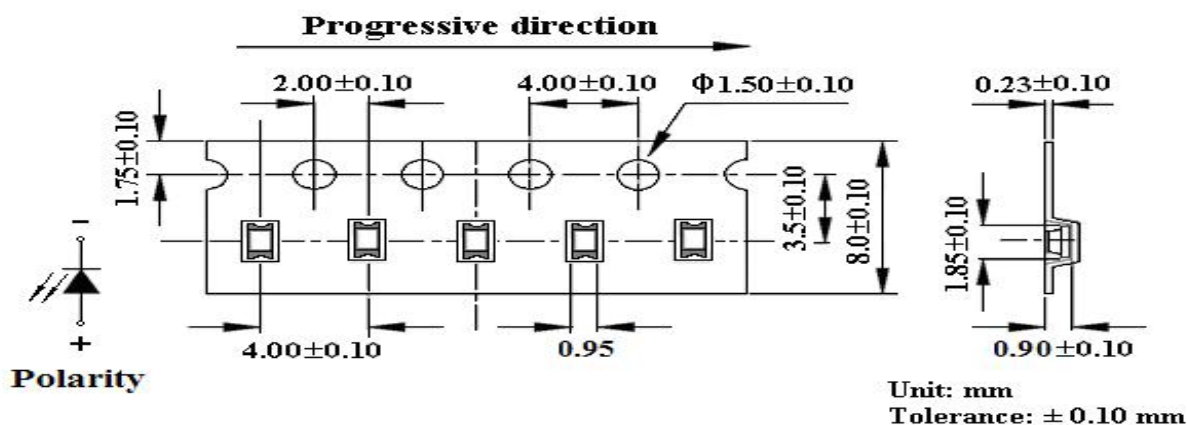 Progressive direction
2.00±0.10
4.00±0.10
Φ1.50±0.10
0.23±0.10
1.75±0.10
3.5±0.10
8.0±0.10
1.85±0.10
-
+
Polarity
4.00±0.10
0.95
0.90±0.10
Unit: mm
Tolerance: ± 0.10 mm